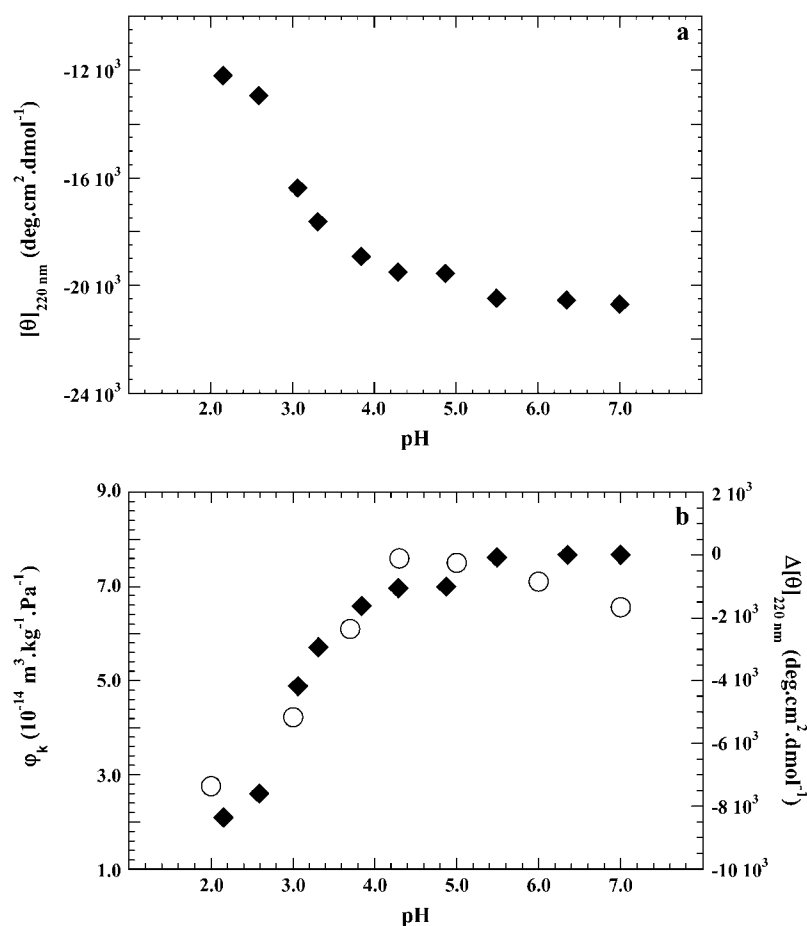 a
-12 10³
-16 10³
-20 10³
-24 10³
[θ]220 nm (deg.cm².dmol⁻¹)
2.0 3.0 4.0 5.0 6.0 7.0
pH
b
9.0
7.0
5.0
3.0
1.0
φk (10⁻¹⁴ m³.kg⁻¹.Pa⁻¹)
2 10³
0
-2 10³
-4 10³
-6 10³
-8 10³
-10 10³
Δ[θ]220 nm (deg.cm².dmol⁻¹)
2.0 3.0 4.0 5.0 6.0 7.0
pH